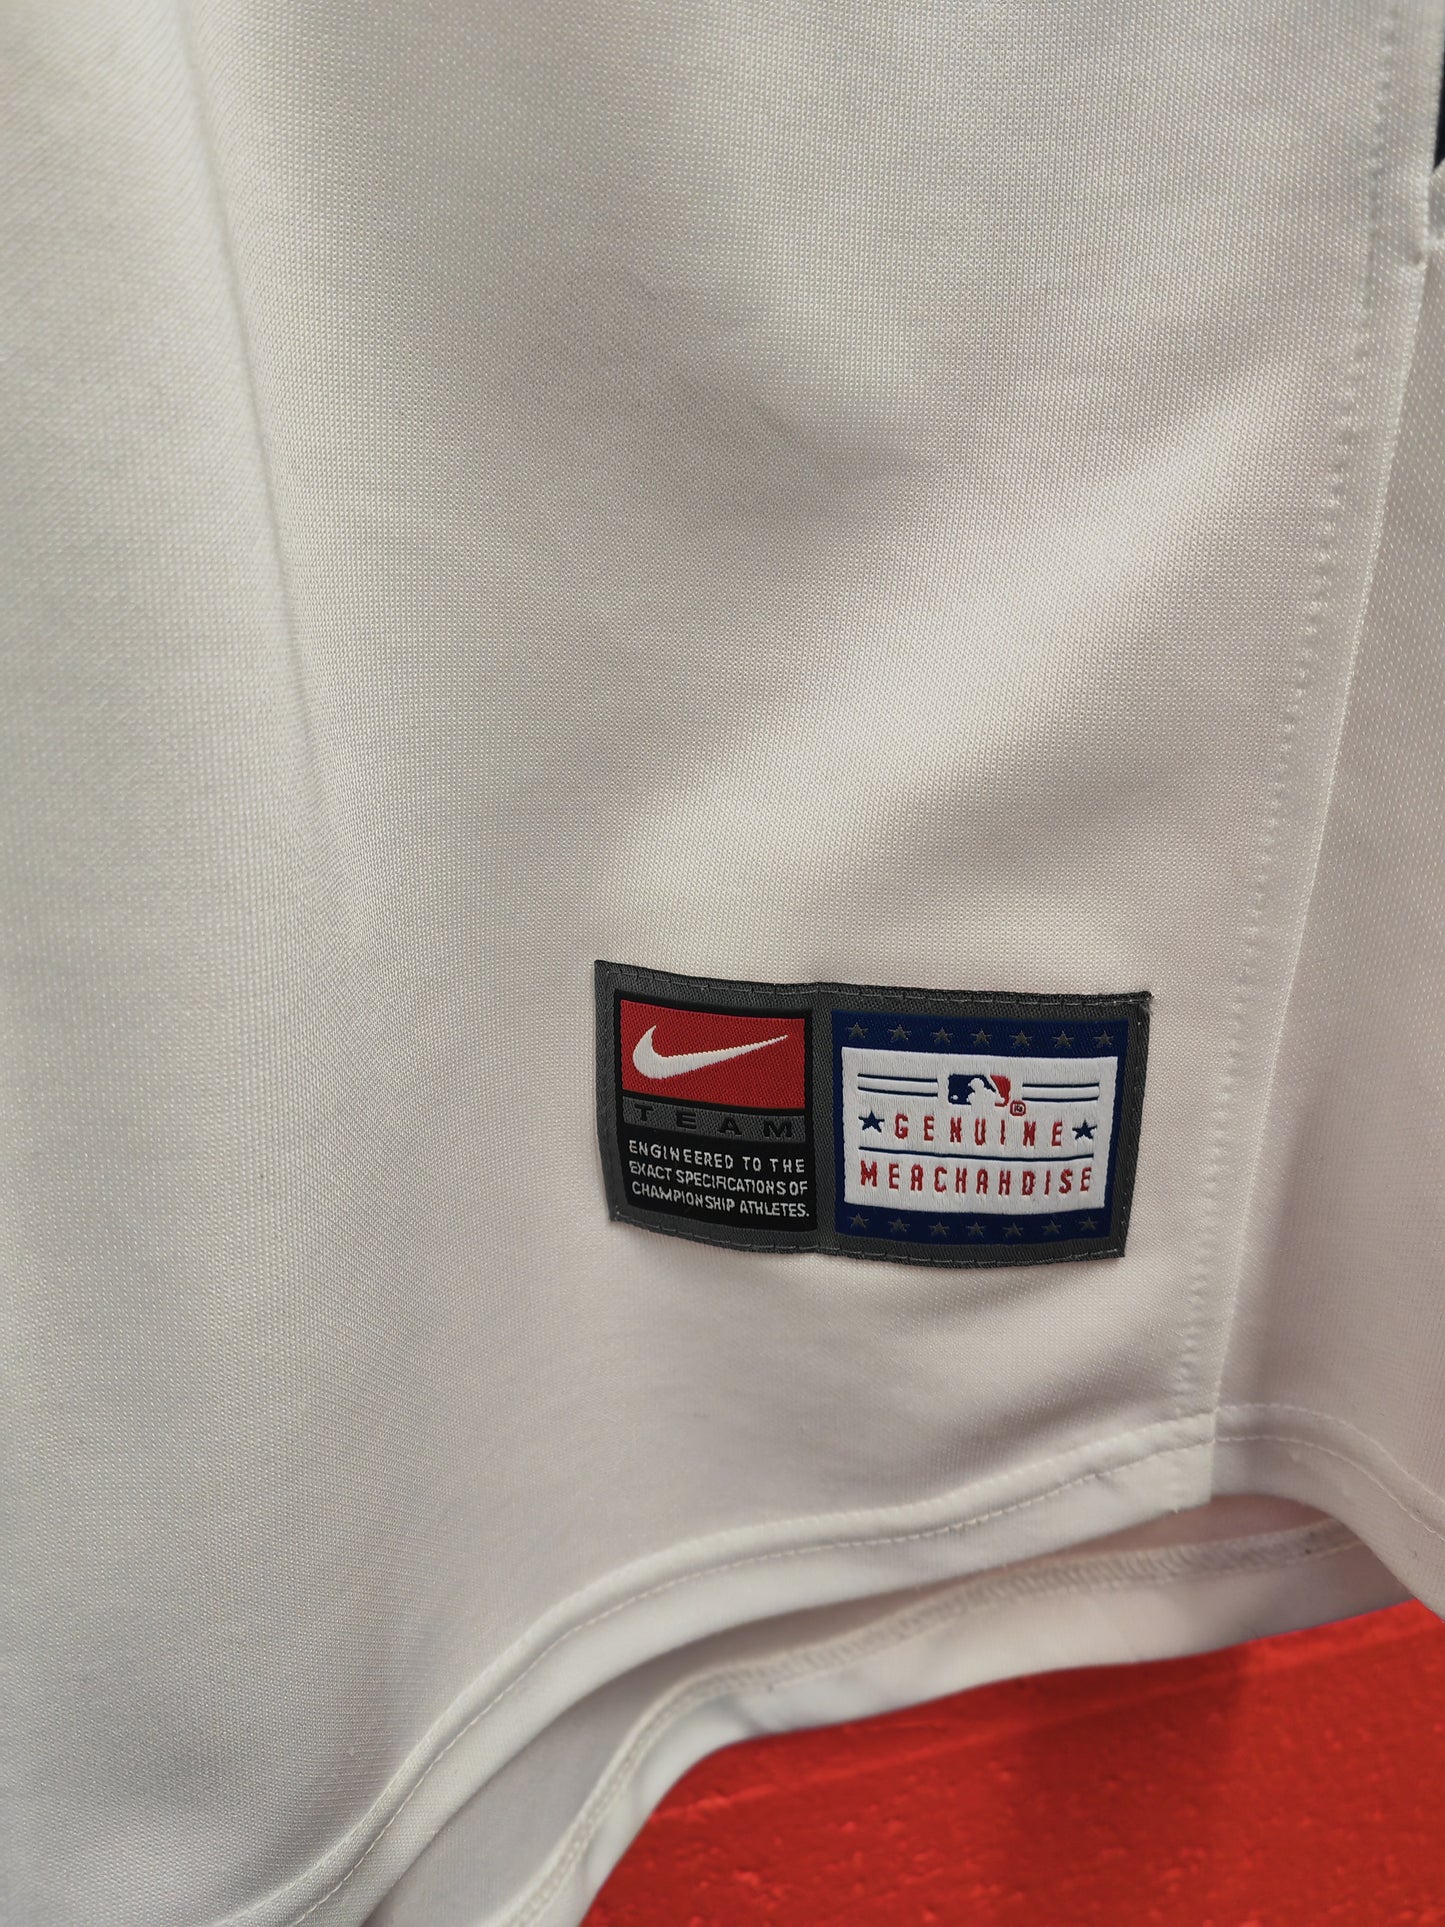 TEAM
ENGINEERED TO THE
EXACT SPECIFICATIONS OF
CHAMPIONSHIP ATHLETES.
GENUINE
MERCHANDISE